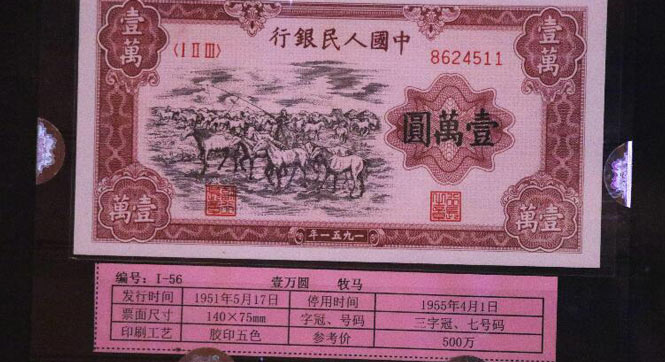 壹萬
行銀民人國中
壹萬
〈I II III〉
8624511
圓萬壹
萬壹
年一五九一
萬壹
编号: I-56 壹万圆 牧马
发行时间 1951年5月17日 停用时间 1955年4月1日
票面尺寸 140×75mm 字冠、号码 三字冠、七号码
印刷工艺 胶印五色 参考价 500万